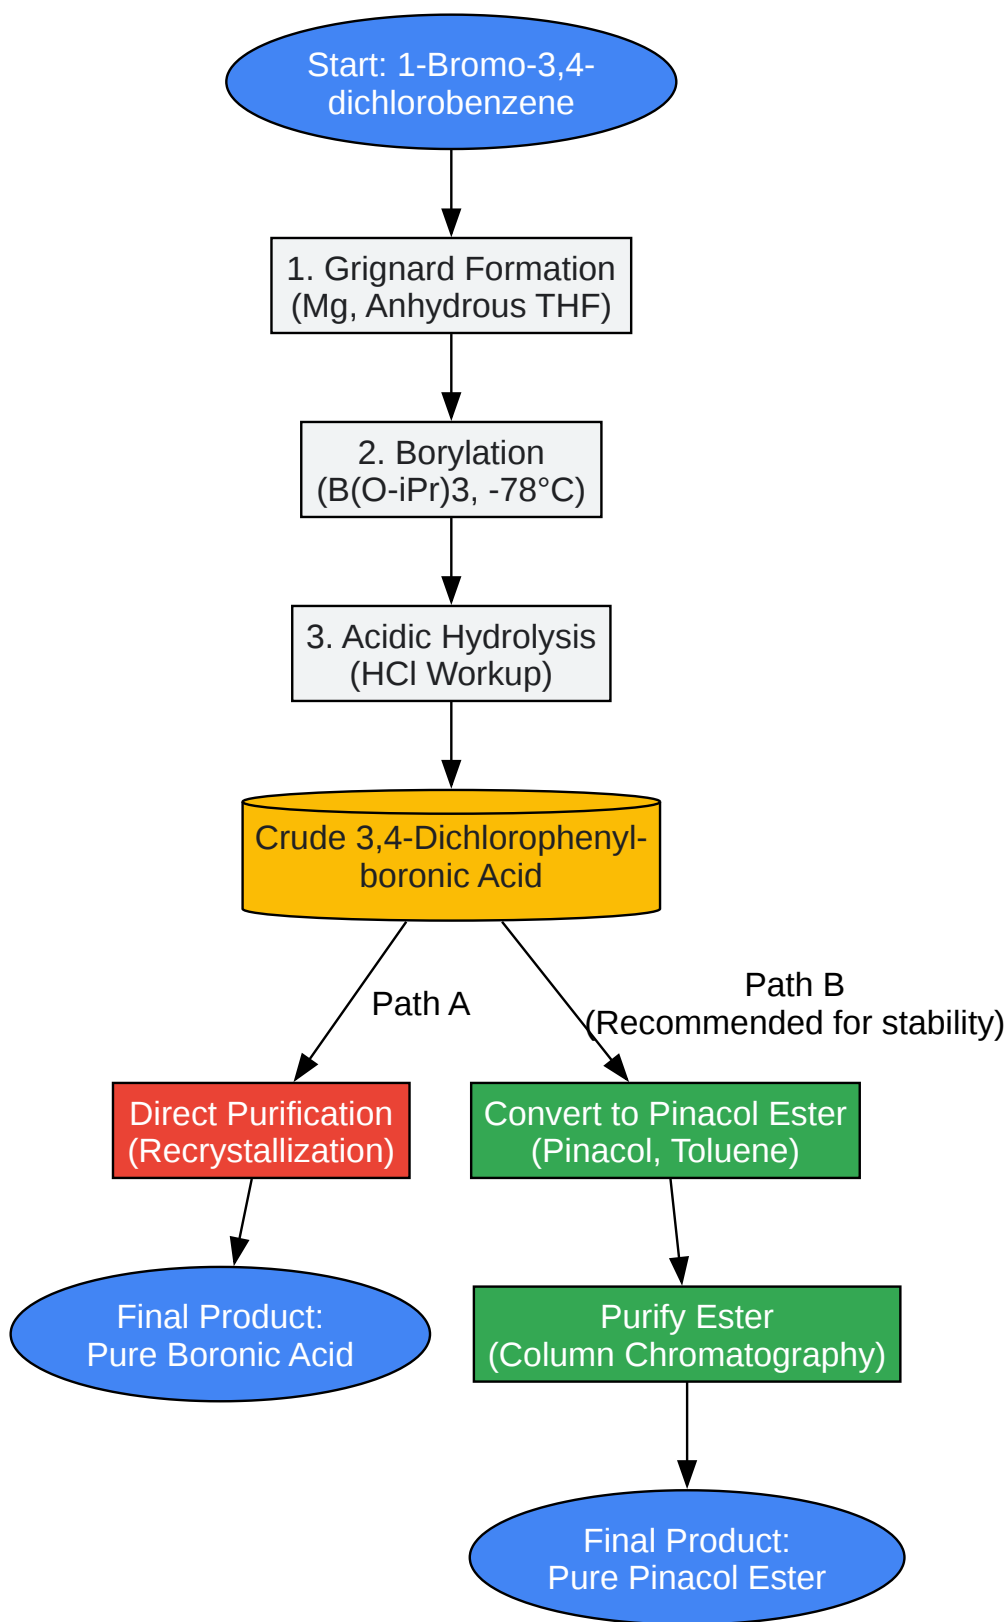 Start: 1-Bromo-3,4-
dichlorobenzene
1. Grignard Formation
(Mg, Anhydrous THF)
2. Borylation
(B(O-iPr)3, -78°C)
3. Acidic Hydrolysis
(HCl Workup)
Crude 3,4-Dichlorophenyl-
boronic Acid
Path A
Path B
(Recommended for stability)
Direct Purification
(Recrystallization)
Convert to Pinacol Ester
(Pinacol, Toluene)
Final Product:
Pure Boronic Acid
Purify Ester
(Column Chromatography)
Final Product:
Pure Pinacol Ester